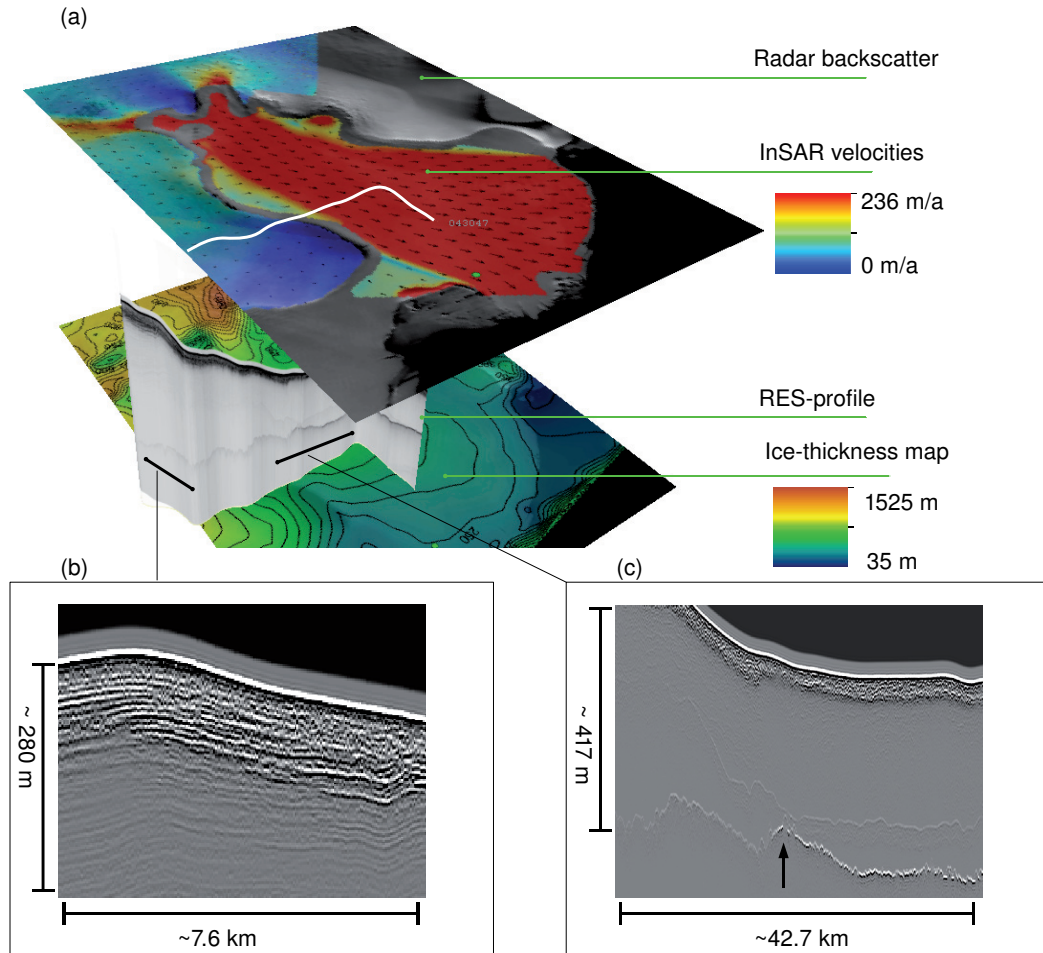 (a)
Radar backscatter
InSAR velocities
236 m/a
0 m/a
043047
RES-profile
Ice-thickness map
1525 m
35 m
(b)
~ 280 m
~7.6 km
(c)
~ 417 m
~42.7 km